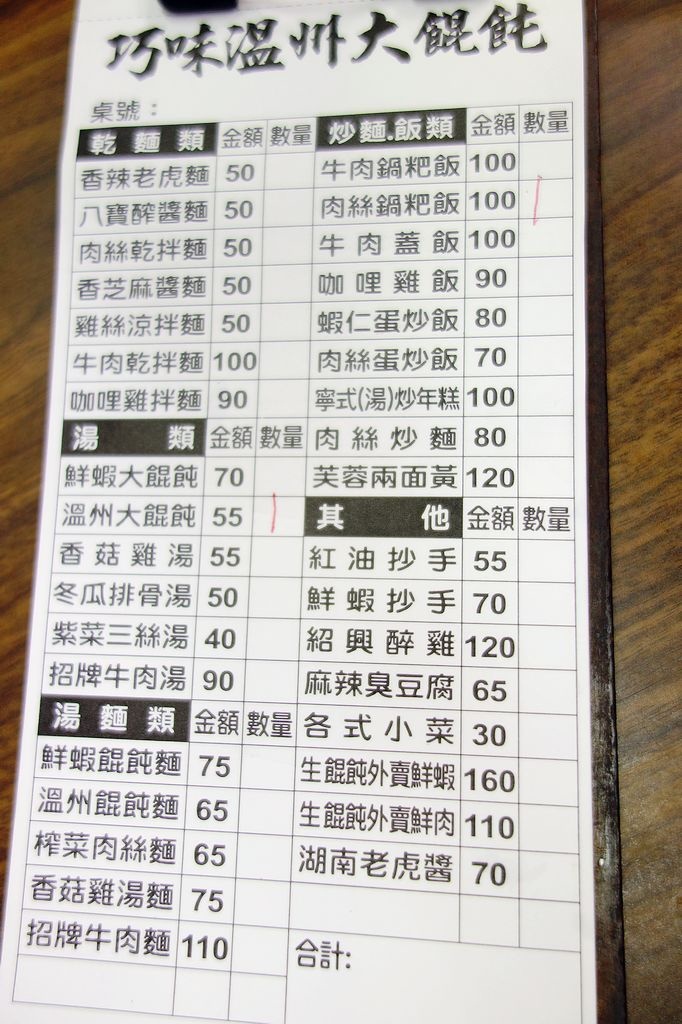 巧味溫州大餛飩
桌號：
乾麵類 金額 數量
香辣老虎麵 50
八寶醡醬麵 50
肉絲乾拌麵 50
香芝麻醬麵 50
雞絲涼拌麵 50
牛肉乾拌麵 100
咖哩雞拌麵 90
湯類 金額 數量
鮮蝦大餛飩 70
溫州大餛飩 55
香菇雞湯 55
冬瓜排骨湯 50
紫菜三絲湯 40
招牌牛肉湯 90
湯麵類 金額 數量
鮮蝦餛飩麵 75
溫州餛飩麵 65
榨菜肉絲麵 65
香菇雞湯麵 75
招牌牛肉麵 110
炒麵.飯類 金額 數量
牛肉鍋粑飯 100
肉絲鍋粑飯 100
牛肉蓋飯 100
咖哩雞飯 90
蝦仁蛋炒飯 80
肉絲蛋炒飯 70
寧式(湯)炒年糕 100
肉絲炒麵 80
芙蓉兩面黃 120
其他 金額 數量
紅油抄手 55
鮮蝦抄手 70
紹興醉雞 120
麻辣臭豆腐 65
各式小菜 30
生餛飩外賣鮮蝦 160
生餛飩外賣鮮肉 110
湖南老虎醬 70
合計: